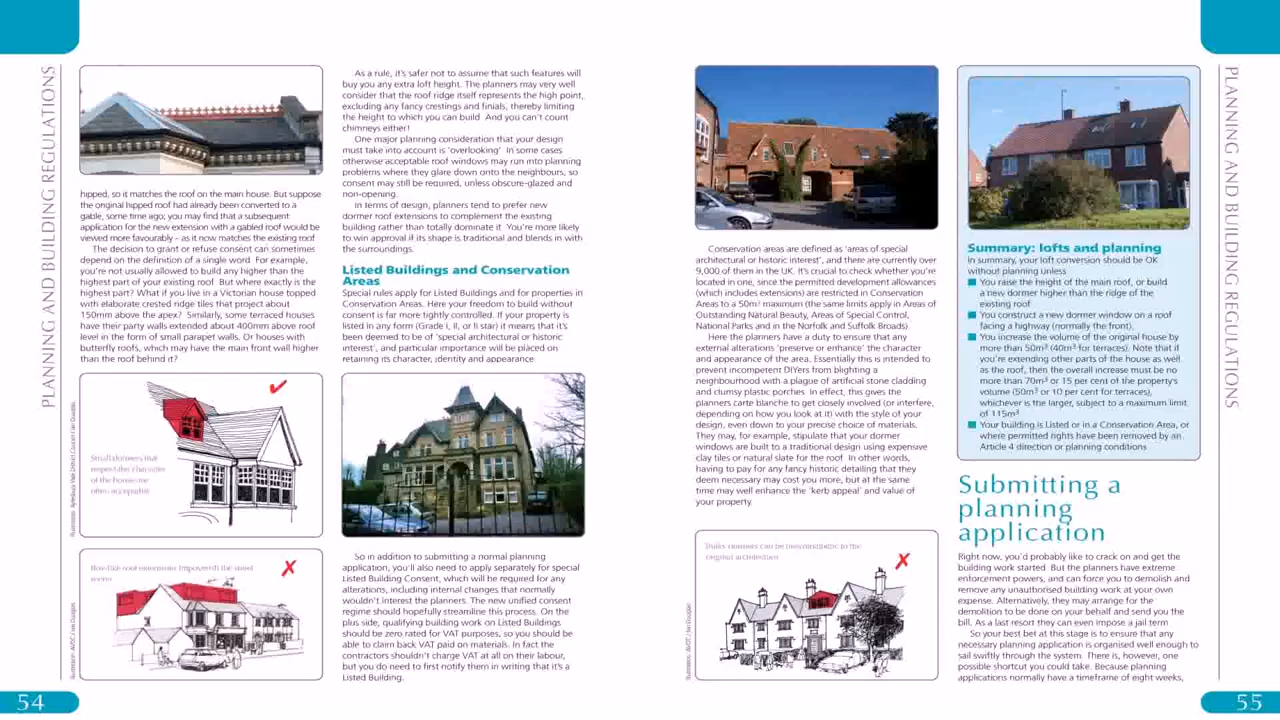 PLANNING AND BUILDING REGULATIONS
hipped, so it matches the roof on the main house. But suppose
the original hipped roof had already been converted to a
gable, some time ago; you may find that a subsequent
application for the new extension with a gabled roof would be
viewed more favourably – as it now matches the existing roof
The decision to grant or refuse consent can sometimes
depend on the definition of a single word. For example,
you're not usually allowed to build any higher than the
highest part of your existing roof But where exactly is the
highest part? What if you live in a Victorian house topped
with elaborate crested ridge tiles that project about
150mm above the apex? Similarly, some terraced houses
have their party walls extended about 400mm above roof
level in the form of small parapet walls. Or houses with
butterfly roofs, which may have the main front wall higher
than the roof behind it?
Small dormers that
respect the character
of the house are
often acceptable
Box-like roof extensions impoverish the street
scene
54
As a rule, it's safer not to assume that such features will
buy you any extra loft height. The planners may very well
consider that the roof ridge itself represents the high point,
excluding any fancy crestings and finials, thereby limiting
the height to which you can build And you can't count
chimneys either!
One major planning consideration that your design
must take into account is 'overlooking' In some cases
otherwise acceptable roof windows may run into planning
problems where they glare down onto the neighbours, so
consent may still be required, unless obscure-glazed and
non-opening.
In terms of design, planners tend to prefer new
dormer roof extensions to complement the existing
building rather than totally dominate it You're more likely
to win approval if its shape is traditional and blends in with
the surroundings.
Listed Buildings and Conservation
Areas
Special rules apply for Listed Buildings and for properties in
Conservation Areas. Here your freedom to build without
consent is far more tightly controlled. If your property is
listed in any form (Grade i, II, or II star) it means that it's
been deemed to be of 'special architectural or historic
interest', and particular importance will be placed on
retaining its character, identity and appearance
So in addition to submitting a normal planning
application, you'll also need to apply separately for special
Listed Building Consent, which will be required for any
alterations, including internal changes that normally
wouldn't interest the planners. The new unified consent
regime should hopefully streamline this process. On the
plus side, qualifying building work on Listed Buildings
should be zero rated for VAT purposes, so you should be
able to claim back VAT paid on materials. In fact the
contractors shouldn't charge VAT at all on their labour,
but you do need to first notify them in writing that it's a
Listed Building.
Conservation areas are defined as 'areas of special
architectural or historic interest', and there are currently over
9,000 of them in the UK. It's crucial to check whether you're
located in one, since the permitted development allowances
(which includes extensions) are restricted in Conservation
Areas to a 50m³ maximum (the same limits apply in Areas of
Outstanding Natural Beauty, Areas of Special Control,
National Parks and in the Norfolk and Suffolk Broads)
Here the planners have a duty to ensure that any
external alterations 'preserve or enhance' the character
and appearance of the area. Essentially this is intended to
prevent incompetent DIYers from blighting a
neighbourhood with a plague of artificial stone cladding
and clumsy plastic porches. In effect, this gives the
planners carte blanche to get closely involved (or interfere,
depending on how you look at it) with the style of your
design, even down to your precise choice of materials.
They may, for example, stipulate that your dormer
windows are built to a traditional design using expensive
clay tiles or natural slate for the roof In other words,
having to pay for any fancy historic detailing that they
deem necessary may cost you more, but at the same
time may well enhance the 'kerb appeal' and value of
your property.
original architecture
Summary: lofts and planning
In summary, your loft conversion should be OK
without planning unless
You raise the height of the main roof, or build
a new dormer higher than the ridge of the
existing roof
You construct a new dormer window on a roof
facing a highway (normally the front).
You increase the volume of the original house by
more than 50m³ (40m³ for terraces). Note that if
you're extending other parts of the house as well
as the roof, then the overall increase must be no
more than 70m³ or 15 per cent of the property's
volume (50m³ or 10 per cent for terraces),
whichever is the larger, subject to a maximum limit
of 115m³
Your building is Listed or in a Conservation Area, or
where permitted rights have been removed by an
Article 4 direction or planning conditions
Submitting a
planning
application
Right now, you'd probably like to crack on and get the
building work started But the planners have extreme
enforcement powers, and can force you to demolish and
remove any unauthorised building work at your own
expense. Alternatively, they may arrange for the
demolition to be done on your behalf and send you the
bill. As a last resort they can even impose a jail term
So your best bet at this stage is to ensure that any
necessary planning application is organised well enough to
sail swiftly through the system. There is, however, one
possible shortcut you could take. Because planning
applications normally have a timeframe of eight weeks,
PLANNING AND BUILDING REGULATIONS
55